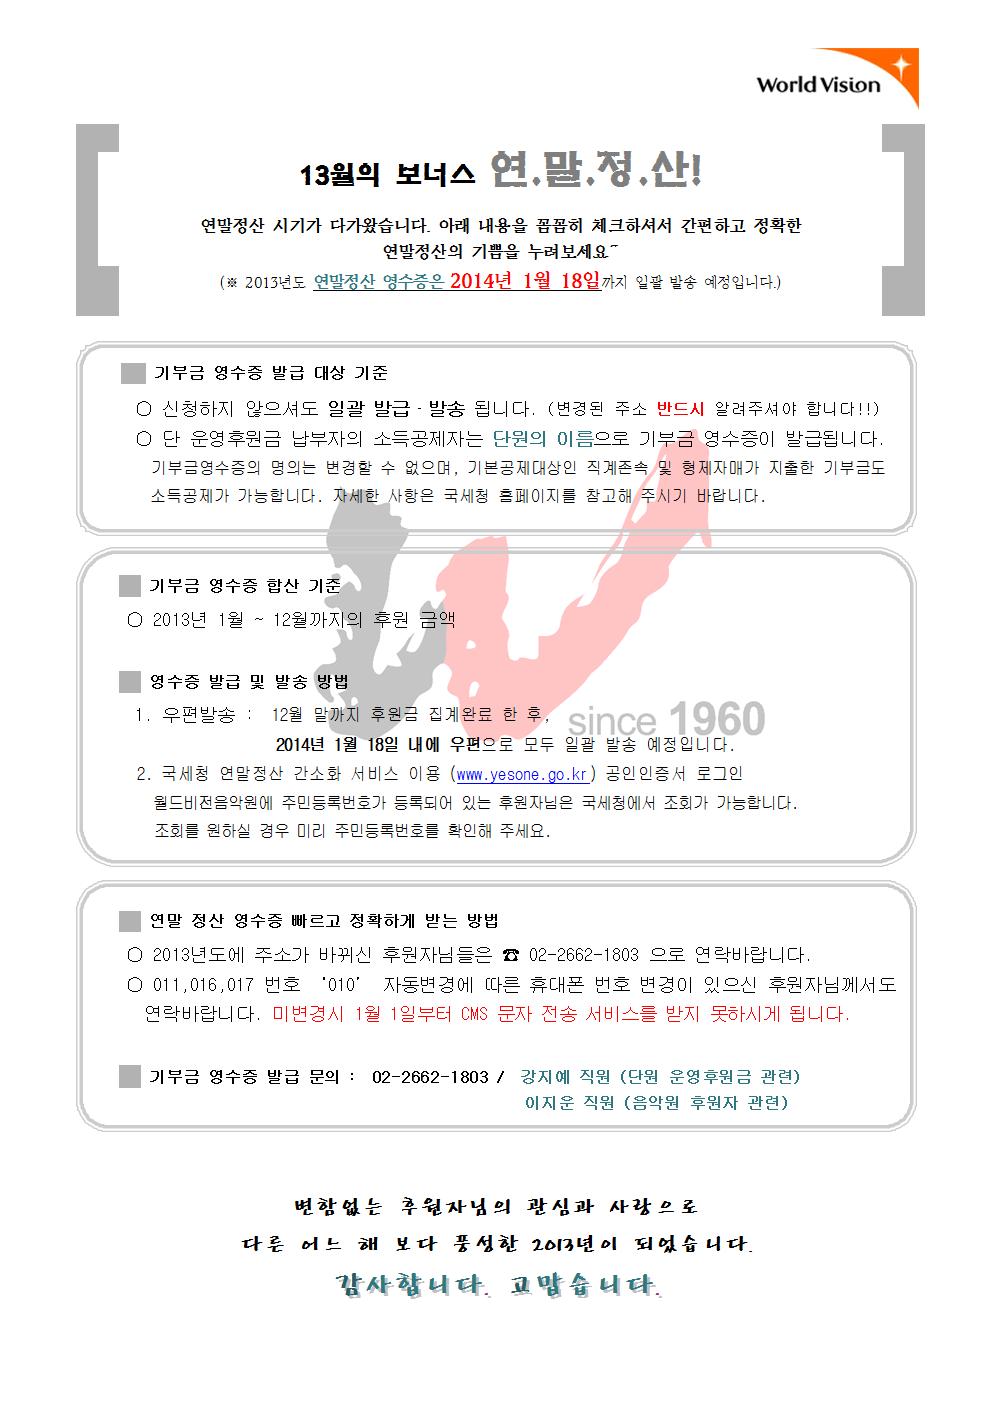 World Vision
13월의 보너스 연.말.정.산!
연말정산 시기가 다가왔습니다. 아래 내용을 꼼꼼히 체크하셔서 간편하고 정확한
연말정산의 기쁨을 누려보세요~
(※ 2013년도 연말정산 영수증은 2014년 1월 18일까지 일괄 발송 예정입니다.)
기부금 영수증 발급 대상 기준
○ 신청하지 않으셔도 일괄 발급·발송 됩니다. (변경된 주소 반드시 알려주셔야 합니다!!)
○ 단 운영후원금 납부자의 소득공제자는 단원의 이름으로 기부금 영수증이 발급됩니다.
기부금영수증의 명의는 변경할 수 없으며, 기본공제대상인 직계존속 및 형제자매가 지출한 기부금도
소득공제가 가능합니다. 자세한 사항은 국세청 홈페이지를 참고해 주시기 바랍니다.
기부금 영수증 합산 기준
○ 2013년 1월 ~ 12월까지의 후원 금액
영수증 발급 및 발송 방법
1. 우편발송 : 12월 말까지 후원금 집계완료 한 후,
since 1960
2014년 1월 18일 내에 우편으로 모두 일괄 발송 예정입니다.
2. 국세청 연말정산 간소화 서비스 이용 (www.yesone.go.kr) 공인인증서 로그인
월드비전음악원에 주민등록번호가 등록되어 있는 후원자님은 국세청에서 조회가 가능합니다.
조회를 원하실 경우 미리 주민등록번호를 확인해 주세요.
연말 정산 영수증 빠르고 정확하게 받는 방법
○ 2013년도에 주소가 바뀌신 후원자님들은 ☎ 02-2662-1803 으로 연락바랍니다.
○ 011,016,017 번호 ‘010’ 자동변경에 따른 휴대폰 번호 변경이 있으신 후원자님께서도
연락바랍니다. 미변경시 1월 1일부터 CMS 문자 전송 서비스를 받지 못하시게 됩니다.
기부금 영수증 발급 문의 : 02-2662-1803 / 강지예 직원 (단원 운영후원금 관련)
이지운 직원 (음악원 후원자 관련)
변함없는 후원자님의 관심과 사랑으로
다른 어느 해 보다 풍성한 2013년이 되었습니다.
감사합니다. 고맙습니다.